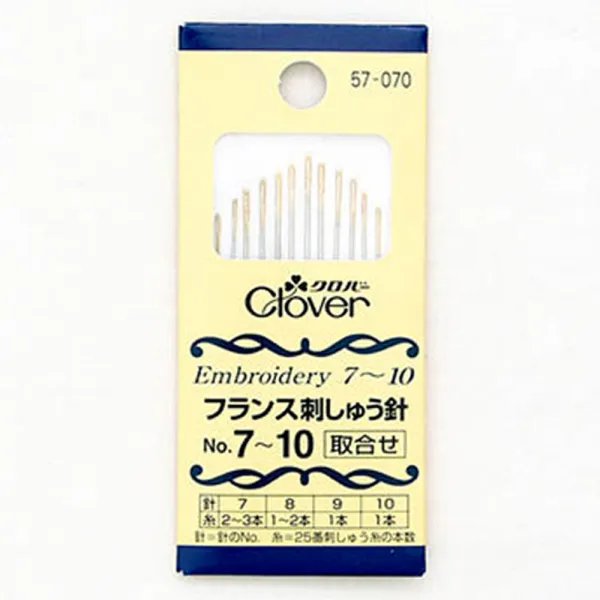 57-070
クロバー
Clover
Embroidery 7~10
フランス刺しゅう針
No.7~10 取合せ
針 7 8 9 10
糸 2~3本 1~2本 1本 1本
針=針のNo. 糸=25番刺しゅう糸の本数